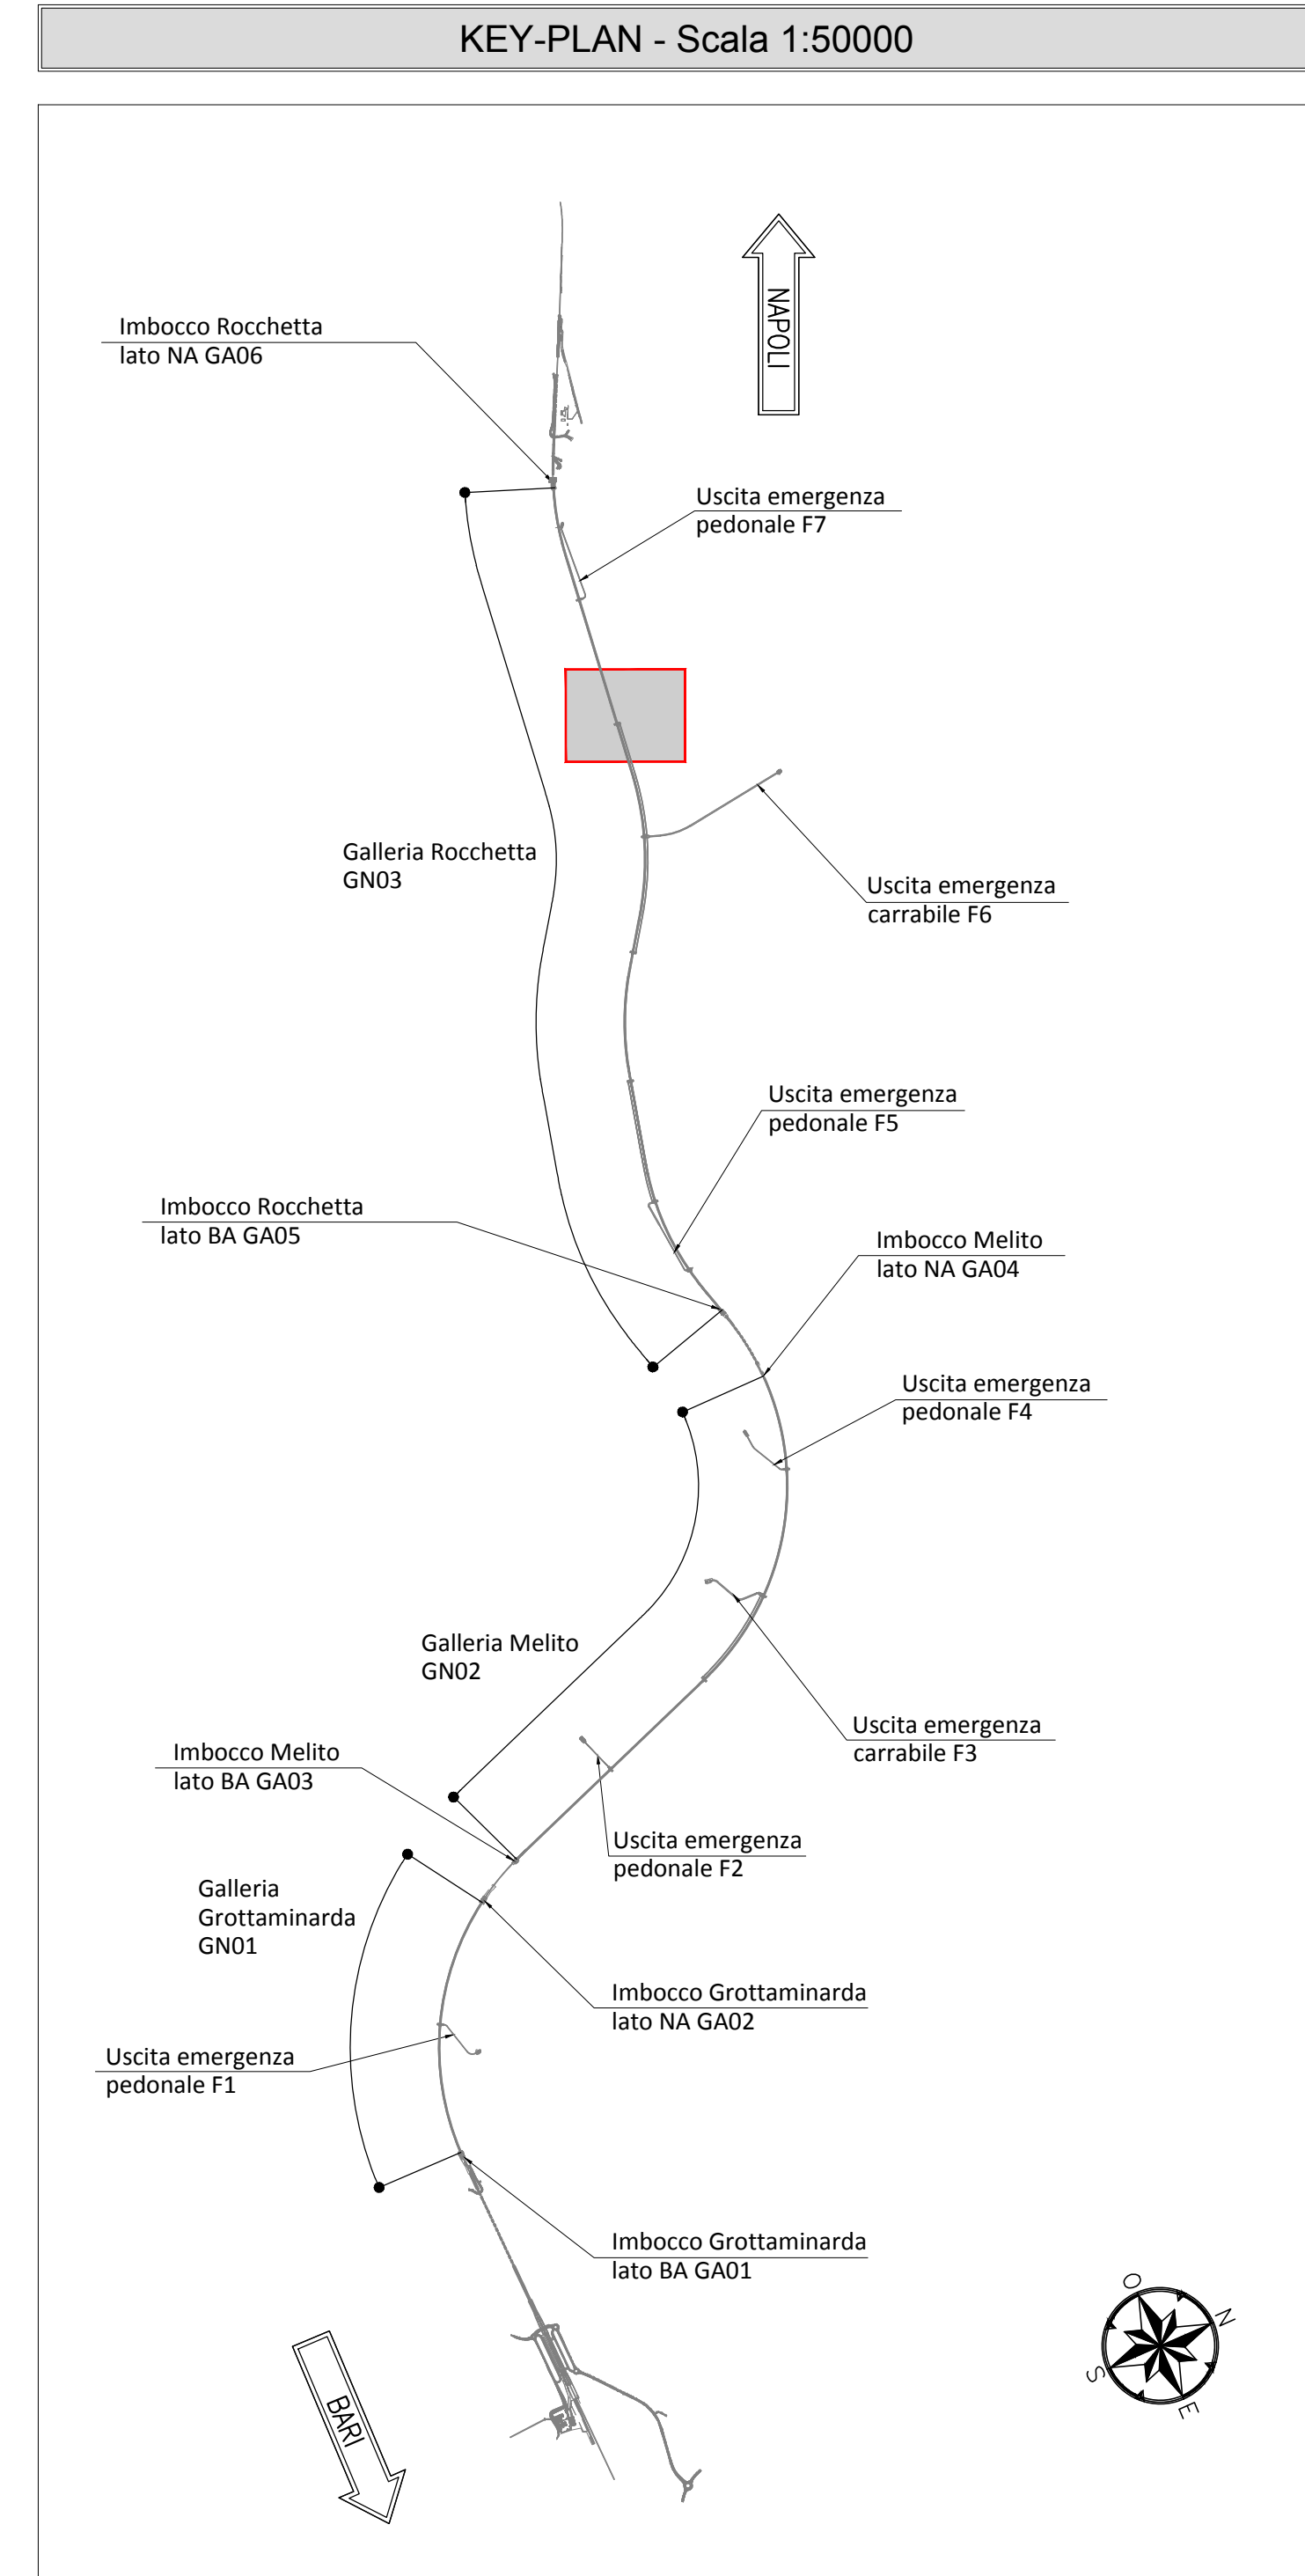 KEY-PLAN - Scala 1:50000
NAPOLI
Imbocco Rocchetta
lato NA GA06
Uscita emergenza
pedonale F7
Galleria Rocchetta
GN03
Uscita emergenza
carrabile F6
Uscita emergenza
pedonale F5
Imbocco Rocchetta
lato BA GA05
Imbocco Melito
lato NA GA04
Uscita emergenza
pedonale F4
Galleria Melito
GN02
Uscita emergenza
carrabile F3
Imbocco Melito
lato BA GA03
Uscita emergenza
pedonale F2
Galleria
Grottaminarda
GN01
Imbocco Grottaminarda
lato NA GA02
Uscita emergenza
pedonale F1
Imbocco Grottaminarda
lato BA GA01
BARI
O
N
S
E